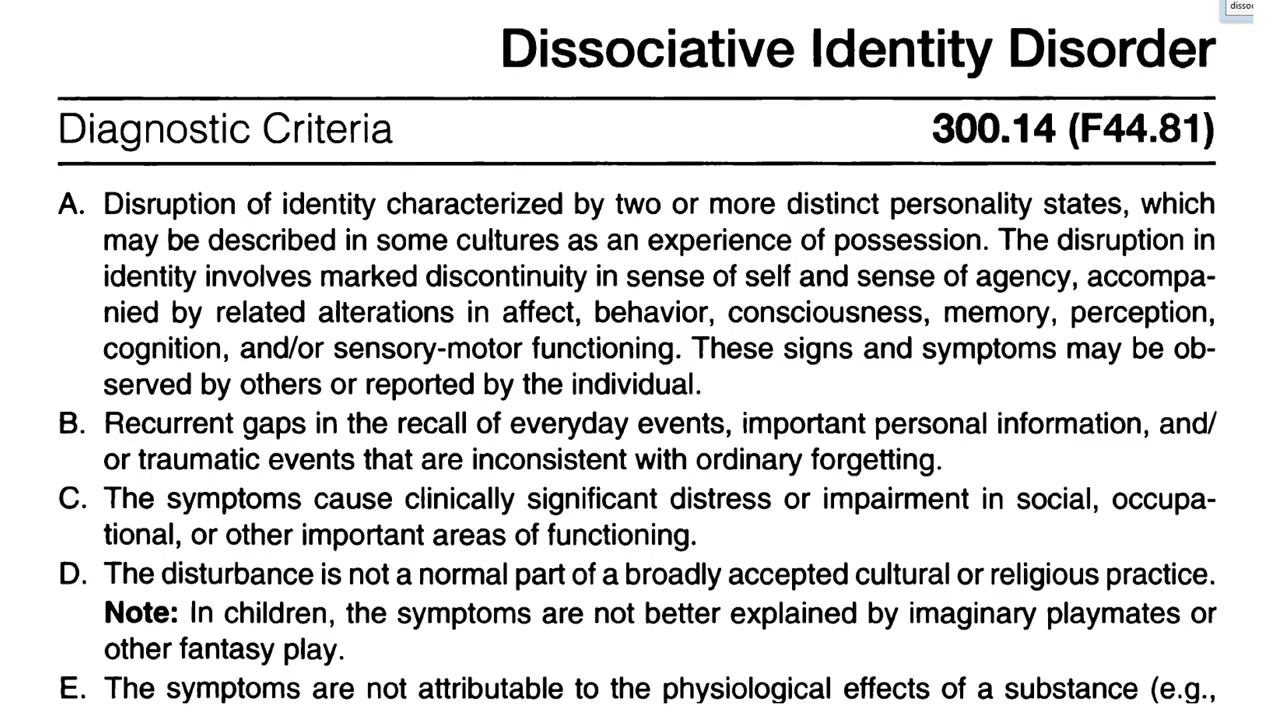 disso
Dissociative Identity Disorder
Diagnostic Criteria 300.14 (F44.81)
A. Disruption of identity characterized by two or more distinct personality states, which
may be described in some cultures as an experience of possession. The disruption in
identity involves marked discontinuity in sense of self and sense of agency, accompa-
nied by related alterations in affect, behavior, consciousness, memory, perception,
cognition, and/or sensory-motor functioning. These signs and symptoms may be ob-
served by others or reported by the individual.
B. Recurrent gaps in the recall of everyday events, important personal information, and/
or traumatic events that are inconsistent with ordinary forgetting.
C. The symptoms cause clinically significant distress or impairment in social, occupa-
tional, or other important areas of functioning.
D. The disturbance is not a normal part of a broadly accepted cultural or religious practice.
Note: In children, the symptoms are not better explained by imaginary playmates or
other fantasy play.
E. The symptoms are not attributable to the physiological effects of a substance (e.g.,